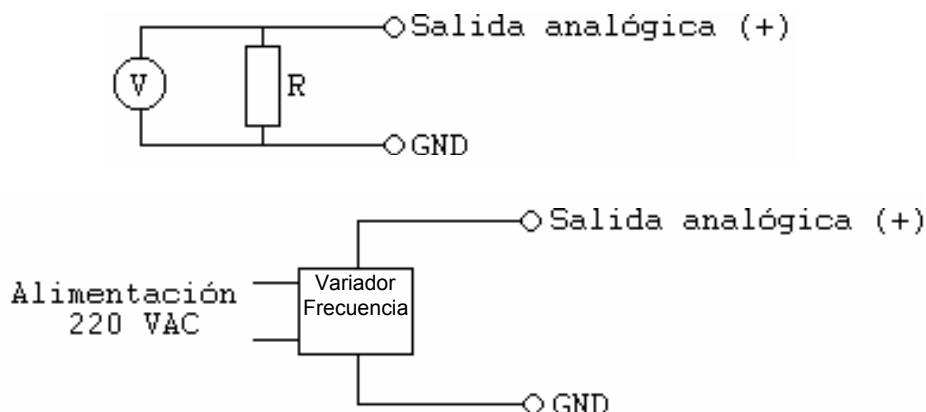 Salida analógica (+)
V
R
GND
Salida analógica (+)
Variador
Frecuencia
Alimentación
220 VAC
GND